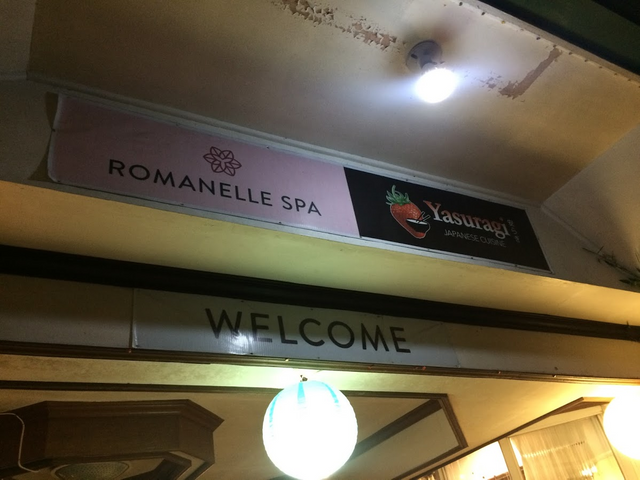 ROMANELLE SPA
Yasuragi
JAPANESE CUISINE
WELCOME